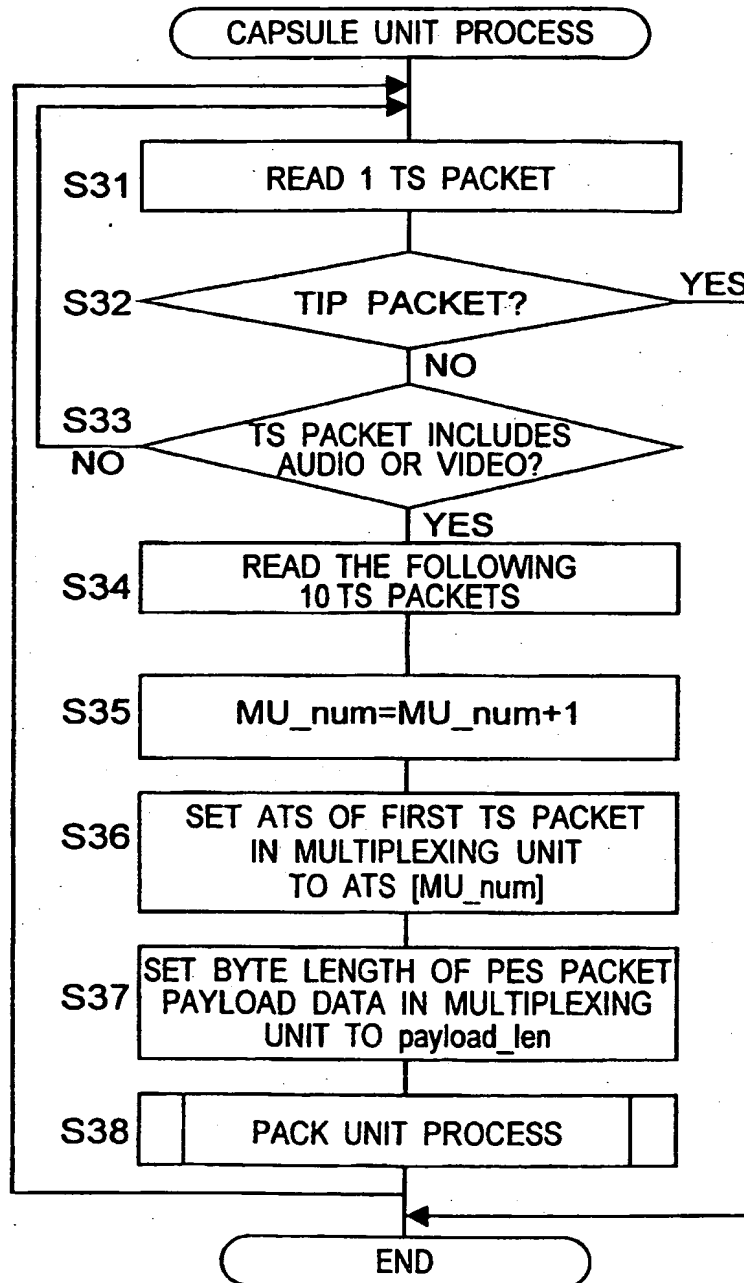 CAPSULE UNIT PROCESS
S31
READ 1 TS PACKET
S32
TIP PACKET?
YES
NO
S33
NO
TS PACKET INCLUDES
AUDIO OR VIDEO?
YES
S34
READ THE FOLLOWING
10 TS PACKETS
S35
MU_num=MU_num+1
S36
SET ATS OF FIRST TS PACKET
IN MULTIPLEXING UNIT
TO ATS [MU_num]
S37
SET BYTE LENGTH OF PES PACKET
PAYLOAD DATA IN MULTIPLEXING
UNIT TO payload_len
S38
PACK UNIT PROCESS
END